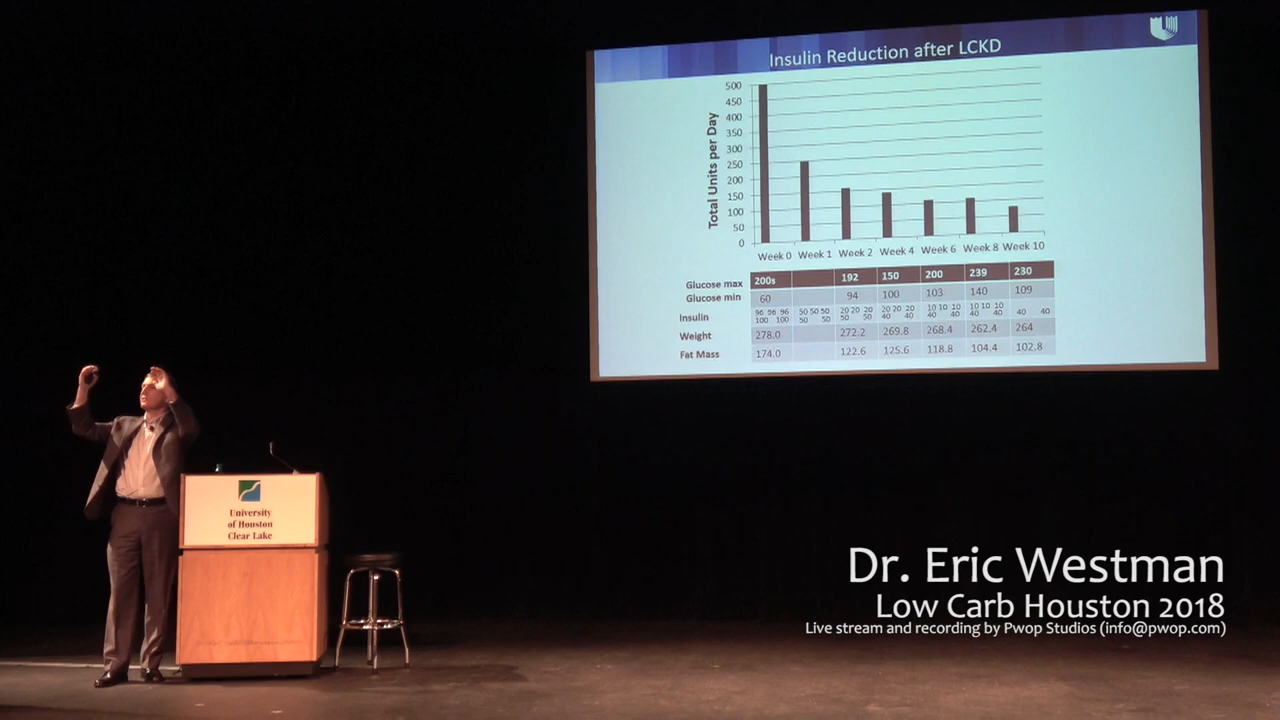 Insulin Reduction after LCKD
Total Units per Day
500
450
400
350
300
250
200
150
100
50
0
Week 0 Week 1 Week 2 Week 4 Week 6 Week 8 Week 10
Glucose max 200s 192 150 200 239 230
Glucose min 60 94 100 103 140 109
Insulin 96 96 96 50 50 50 20 20 20 20 20 20 10 10 10 10 10 10 40 40
100 100 50 50 50 50 40 40 40 40 40 40
Weight 278.0 272.2 269.8 268.4 262.4 264
Fat Mass 174.0 122.6 125.6 118.8 104.4 102.8
University
of Houston
Clear Lake
Dr. Eric Westman
Low Carb Houston 2018
Live stream and recording by Pwop Studios (info@pwop.com)